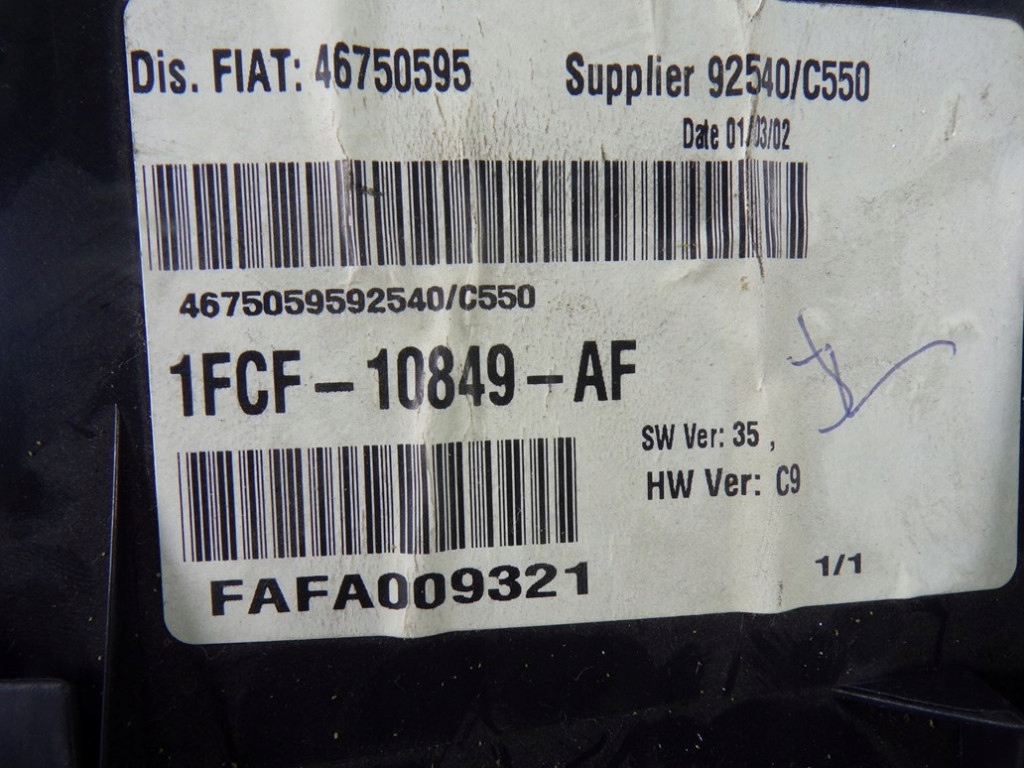 Dis. FIAT: 46750595 Supplier 92540/C550
Date 01/03/02
4675059592540/C550
1FCF-10849-AF
SW Ver: 35 ,
HW Ver: C9
FAFA009321
1/1